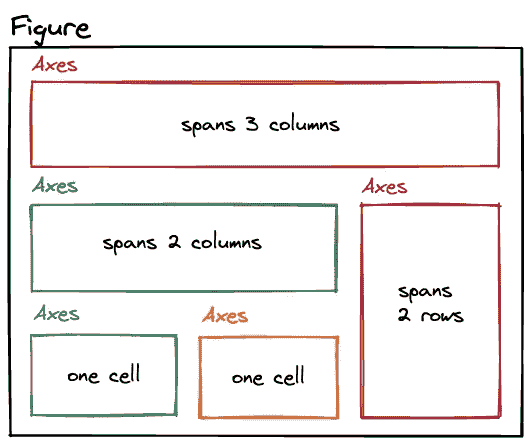 Figure
Axes
spans 3 columns
Axes
Axes
spans 2 columns
spans
2 rows
Axes
Axes
one cell
one cell